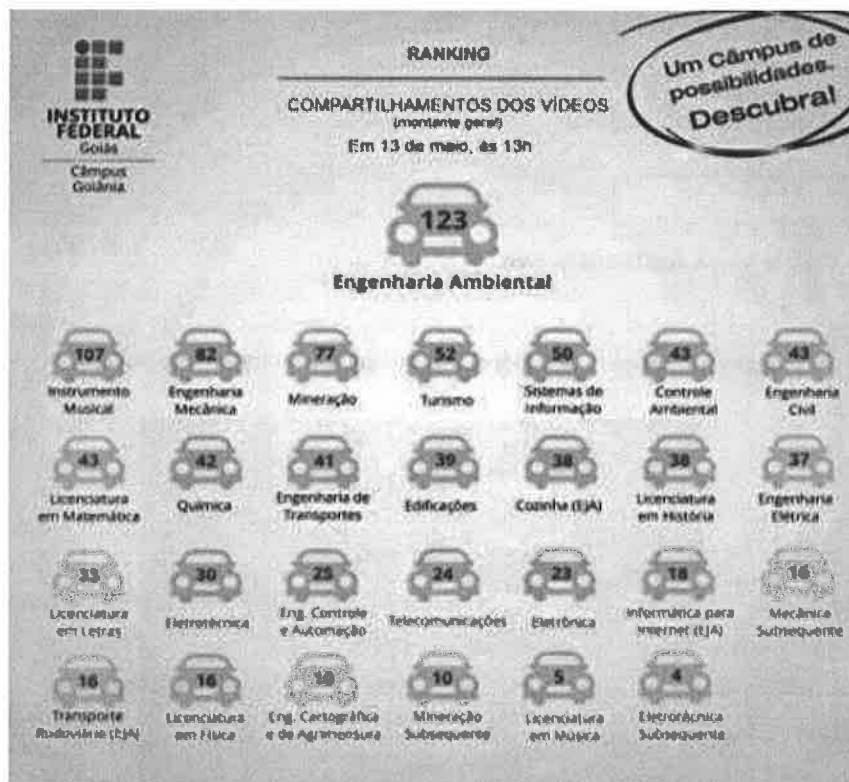 INSTITUTO
FEDERAL
Goiás
Câmpus
Goiânia
RANKING
COMPARTILHAMENTOS DOS VÍDEOS
(montante geral)
Em 13 de maio, às 13h
Um Câmpus de
possibilidades.
Descubra!
123
Engenharia Ambiental
107 82 77 52 50 43 43
Instrumento Musical
Engenharia Mecânica
Mineração
Turismo
Sistemas de Informação
Controle Ambiental
Engenharia Civil
43 42 41 39 38 38 37
Licenciatura em Matemática
Química
Engenharia de Transportes
Edificações
Cozinha (EJA)
Licenciatura em História
Engenharia Elétrica
33 30 25 24 23 18 16
Licenciatura em Letras
Eletrotécnica
Eng. Controle e Automação
Telecomunicações
Eletrônica
Informática para Internet (EJA)
Mecânica Subsequente
16 16 10 10 5 4
Transporte Rodoviário (EJA)
Licenciatura em Física
Eng. Cartográfica e de Agrimensura
Mineração Subsequente
Licenciatura em Música
Eletrotécnica Subsequente